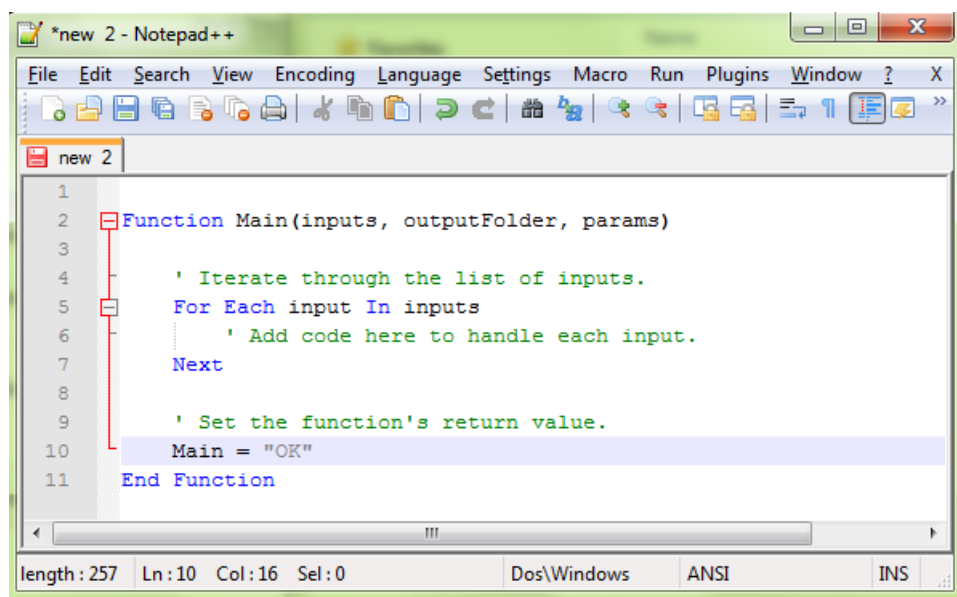 *new 2 - Notepad++
File Edit Search View Encoding Language Settings Macro Run Plugins Window ? X
new 2
1
2 Function Main(inputs, outputFolder, params)
3
4 ' Iterate through the list of inputs.
5 For Each input In inputs
6 ' Add code here to handle each input.
7 Next
8
9 ' Set the function's return value.
10 Main = "OK"
11 End Function
length : 257 Ln : 10 Col : 16 Sel : 0 Dos\Windows ANSI INS